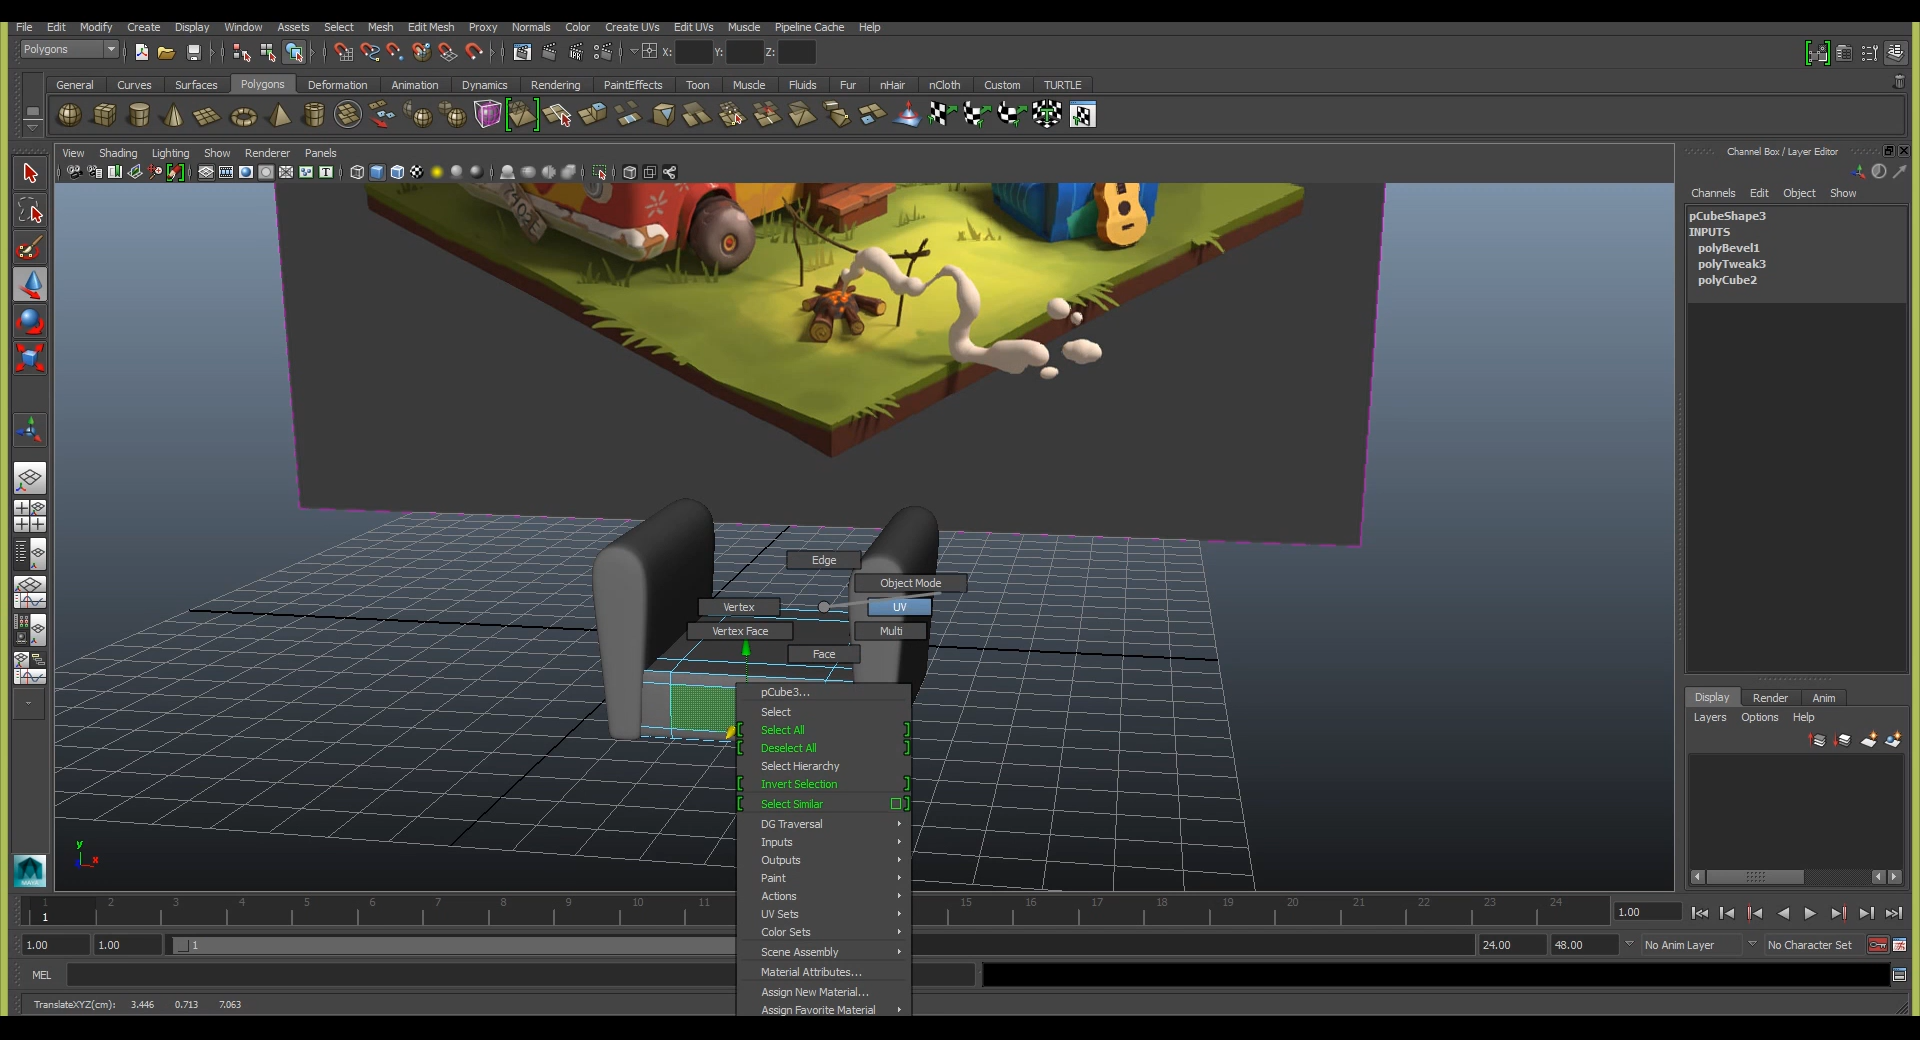 File Edit Modify Create Display Window Assets Select Mesh Edit Mesh Proxy Normals Color Create UVs Edit UVs Muscle Pipeline Cache Help
Polygons X: Y: Z:
General Curves Surfaces Polygons Deformation Animation Dynamics Rendering PaintEffects Toon Muscle Fluids Fur nHair nCloth Custom TURTLE
View Shading Lighting Show Renderer Panels
Channel Box / Layer Editor
Channels Edit Object Show
pCubeShape3
INPUTS
polyBevel1
polyTweak3
polyCube2
Edge
Object Mode
Vertex UV
Vertex Face Multi
Face
pCube3...
Select
Select All
Deselect All
Select Hierarchy
Invert Selection
Select Similar
DG Traversal
Inputs
Outputs
Paint
Actions
UV Sets
Color Sets
Scene Assembly
Material Attributes...
Assign New Material...
Assign Favorite Material
Display Render Anim
Layers Options Help
y
x
MAYA
1 2 3 4 5 6 7 8 9 10 11 15 16 17 18 19 20 21 22 23 24
1 1.00
1.00 1.00 1 24.00 48.00 No Anim Layer No Character Set
MEL
TranslateXYZ(cm): 3.446 0.713 7.063